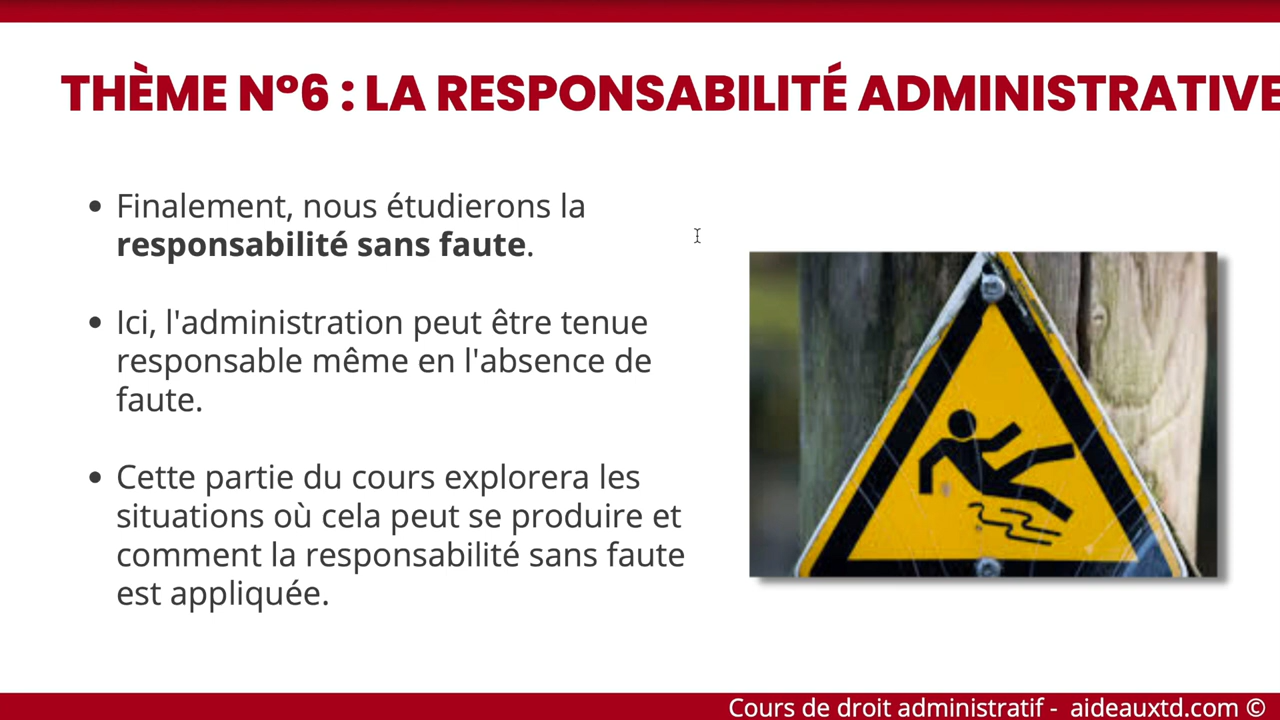 THÈME N°6 : LA RESPONSABILITÉ ADMINISTRATIVE
• Finalement, nous étudierons la
responsabilité sans faute.
• Ici, l'administration peut être tenue
responsable même en l'absence de
faute.
• Cette partie du cours explorera les
situations où cela peut se produire et
comment la responsabilité sans faute
est appliquée.
Cours de droit administratif - aideauxtd.com ©